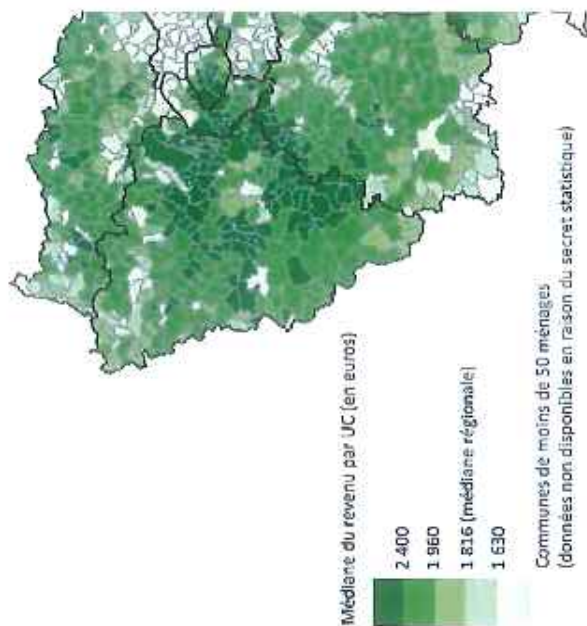 Médiane du revenu par UC (en euros)
2 400
1 960
1 816 (médiane régionale)
1 630
Communes de moins de 50 ménages
(données non disponibles en raison du secret statistique)